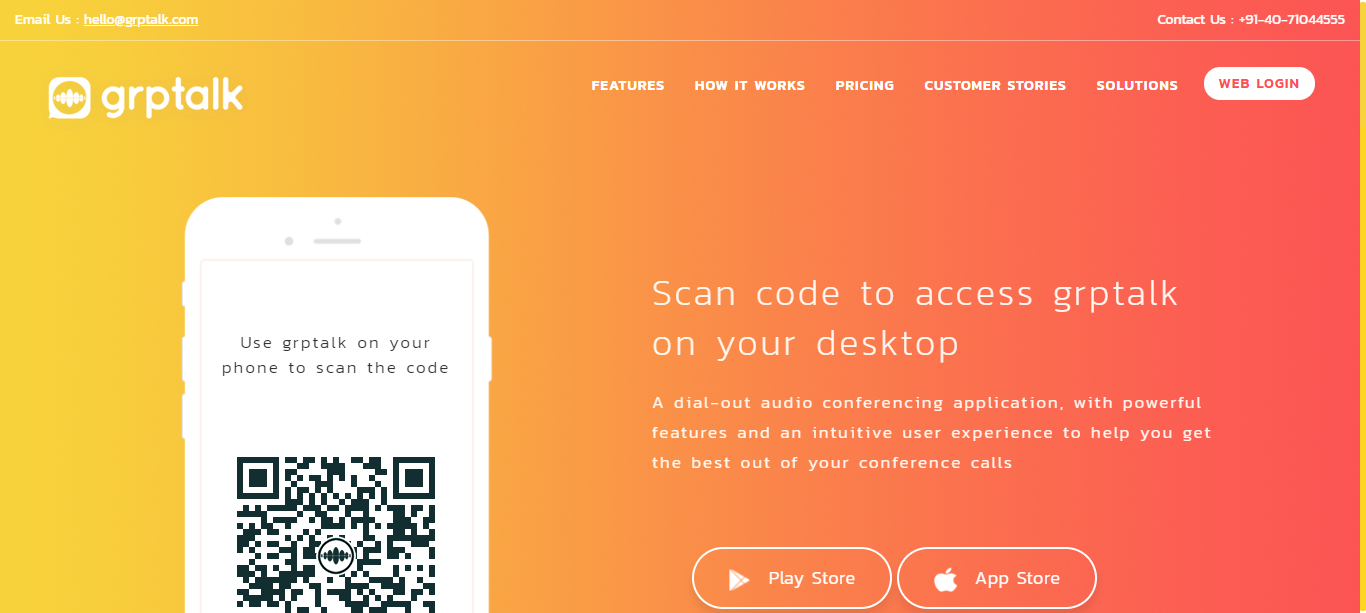 Email Us : hello@grptalk.com
Contact Us : +91-40-71044555
grptalk
FEATURES
HOW IT WORKS
PRICING
CUSTOMER STORIES
SOLUTIONS
WEB LOGIN
Use grptalk on your
phone to scan the code
Scan code to access grptalk
on your desktop
A dial-out audio conferencing application, with powerful
features and an intuitive user experience to help you get
the best out of your conference calls
Play Store
App Store